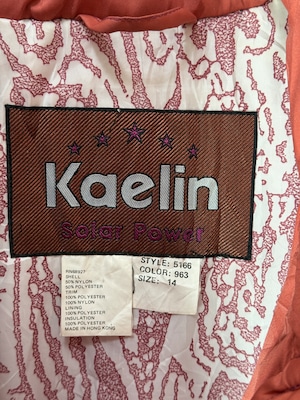 Kaelin
Solar Power
RN58927
SHELL
50% NYLON
50% POLYESTER
TRIM
100% POLYESTER
100% NYLON
LINING
100% POLYESTER
INSULATION
100% POLYESTER
MADE IN HONG KONG
STYLE: 5166
COLOR: 963
SIZE: 14